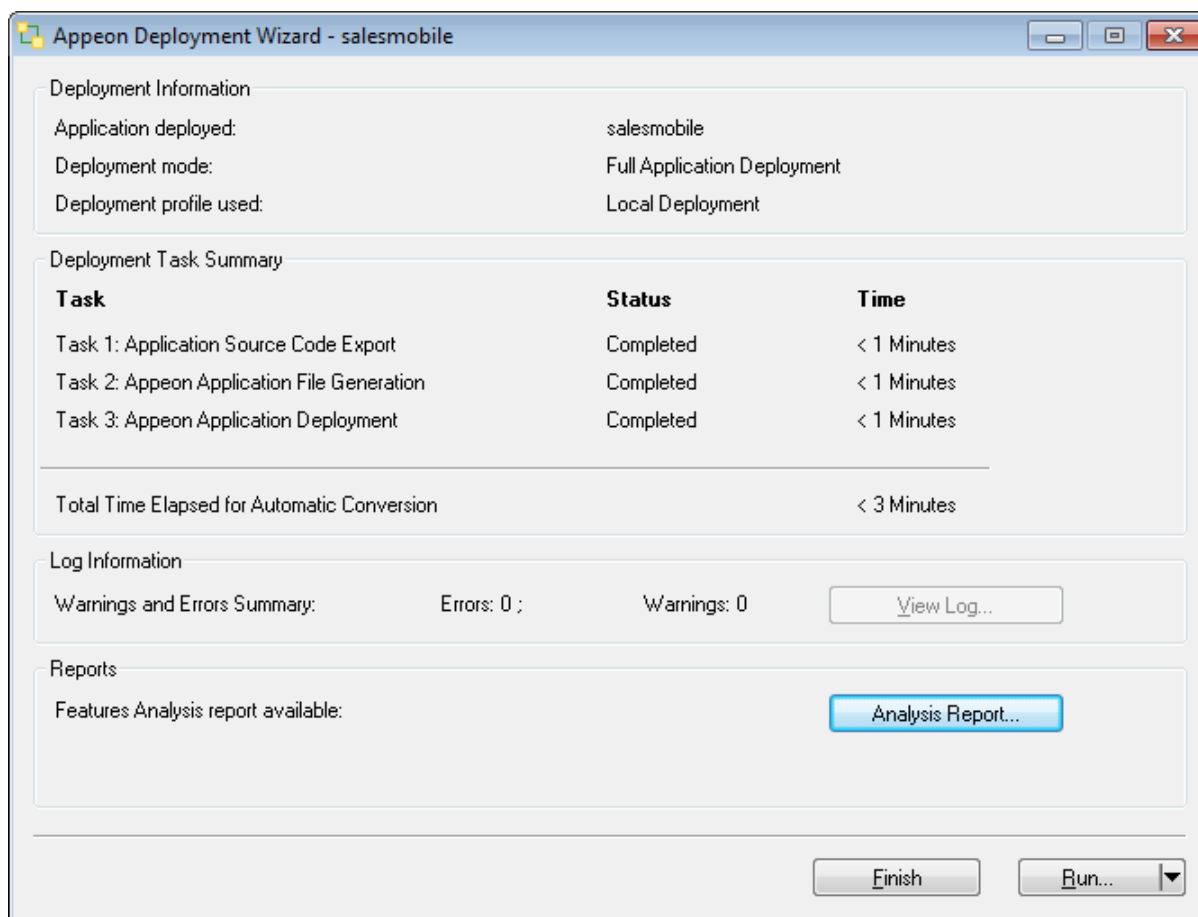 Appeon Deployment Wizard - salesmobile
Deployment Information
Application deployed: salesmobile
Deployment mode: Full Application Deployment
Deployment profile used: Local Deployment
Deployment Task Summary
Task Status Time
Task 1: Application Source Code Export Completed < 1 Minutes
Task 2: Appeon Application File Generation Completed < 1 Minutes
Task 3: Appeon Application Deployment Completed < 1 Minutes
Total Time Elapsed for Automatic Conversion < 3 Minutes
Log Information
Warnings and Errors Summary: Errors: 0 ; Warnings: 0 View Log...
Reports
Features Analysis report available: Analysis Report...
Finish Run...